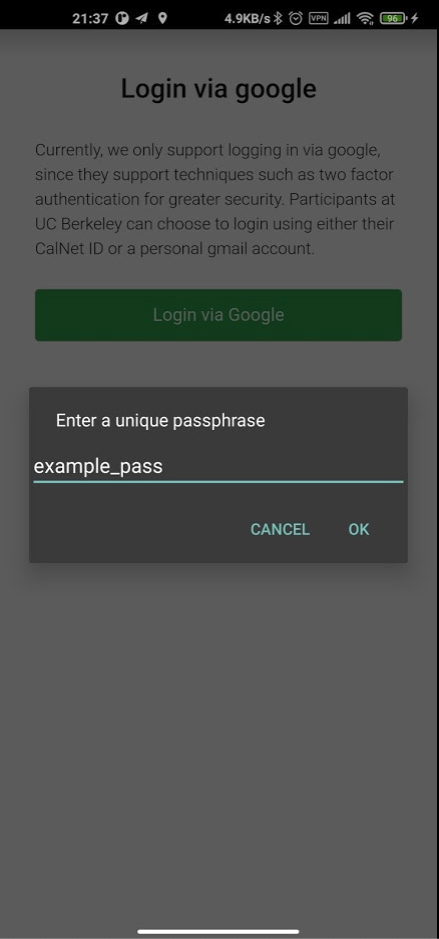 21:37 4.9KB/s VPN 96
Login via google
Currently, we only support logging in via google,
since they support techniques such as two factor
authentication for greater security. Participants at
UC Berkeley can choose to login using either their
CalNet ID or a personal gmail account.
Login via Google
Enter a unique passphrase
example_pass
CANCEL OK